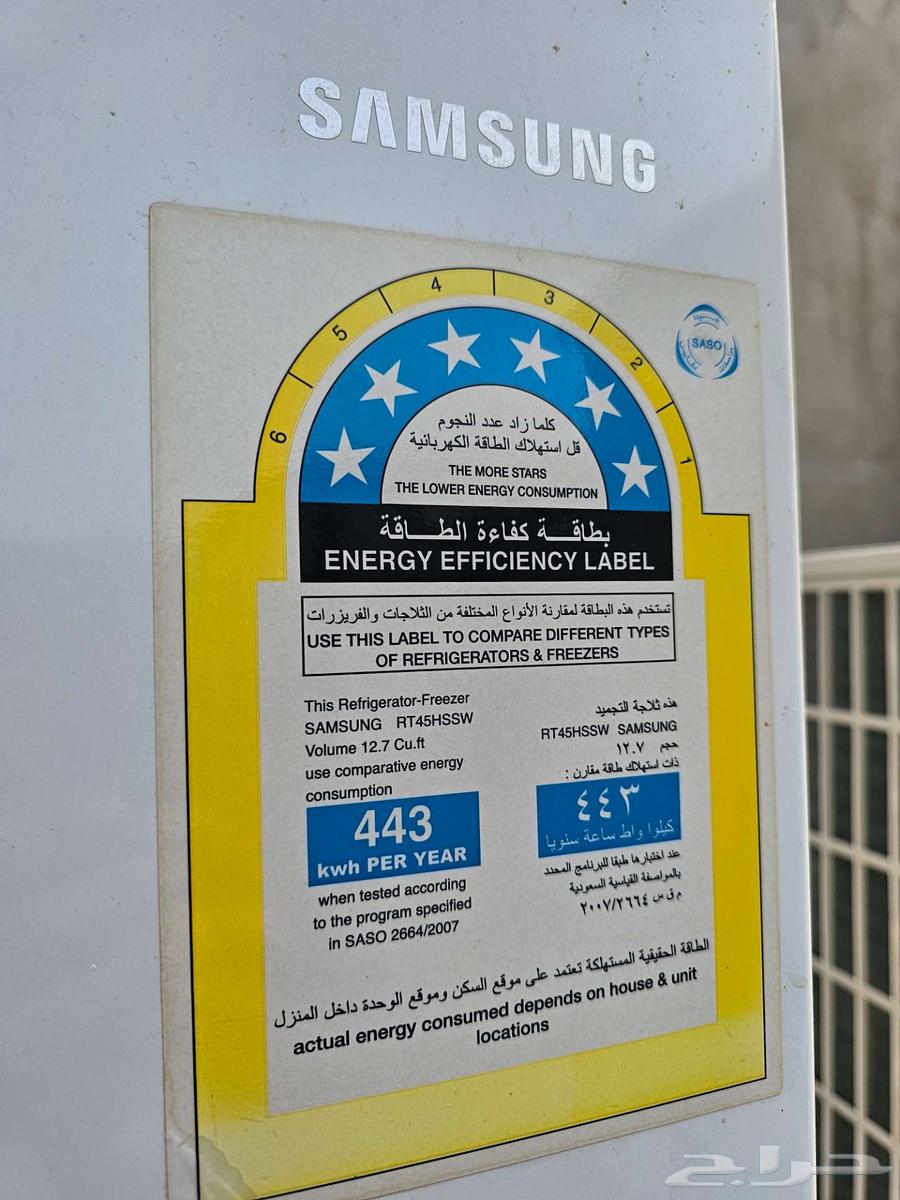 SAMSUNG
6 5 4 3 2 1
SASO
كلما زاد عدد النجوم
قل استهلاك الطاقة الكهربائية
THE MORE STARS
THE LOWER ENERGY CONSUMPTION
بطاقـــة كفاءة الطـــاقة
ENERGY EFFICIENCY LABEL
تستخدم هذه البطاقة لمقارنة الأنواع المختلفة من الثلاجات والفريزرات
USE THIS LABEL TO COMPARE DIFFERENT TYPES
OF REFRIGERATORS & FREEZERS
This Refrigerator-Freezer
SAMSUNG RT45HSSW
Volume 12.7 Cu.ft
use comparative energy
consumption
443
kwh PER YEAR
when tested according
to the program specified
in SASO 2664/2007
هذه ثلاجة التجميد
RT45HSSW SAMSUNG
حجم ١٢.٧
ذات استهلاك طاقة مقارن :
٤٤٣
كيلوا واط ساعة سنويا
عند اختبارها طبقا للبرنامج المحدد
بالمواصفة القياسية السعودية
م ق س ٢٠٠٧/٢٦٦٤
الطاقة الحقيقية المستهلكة تعتمد على موقع السكن وموقع الوحدة داخل المنزل
actual energy consumed depends on house & unit
locations
حراج